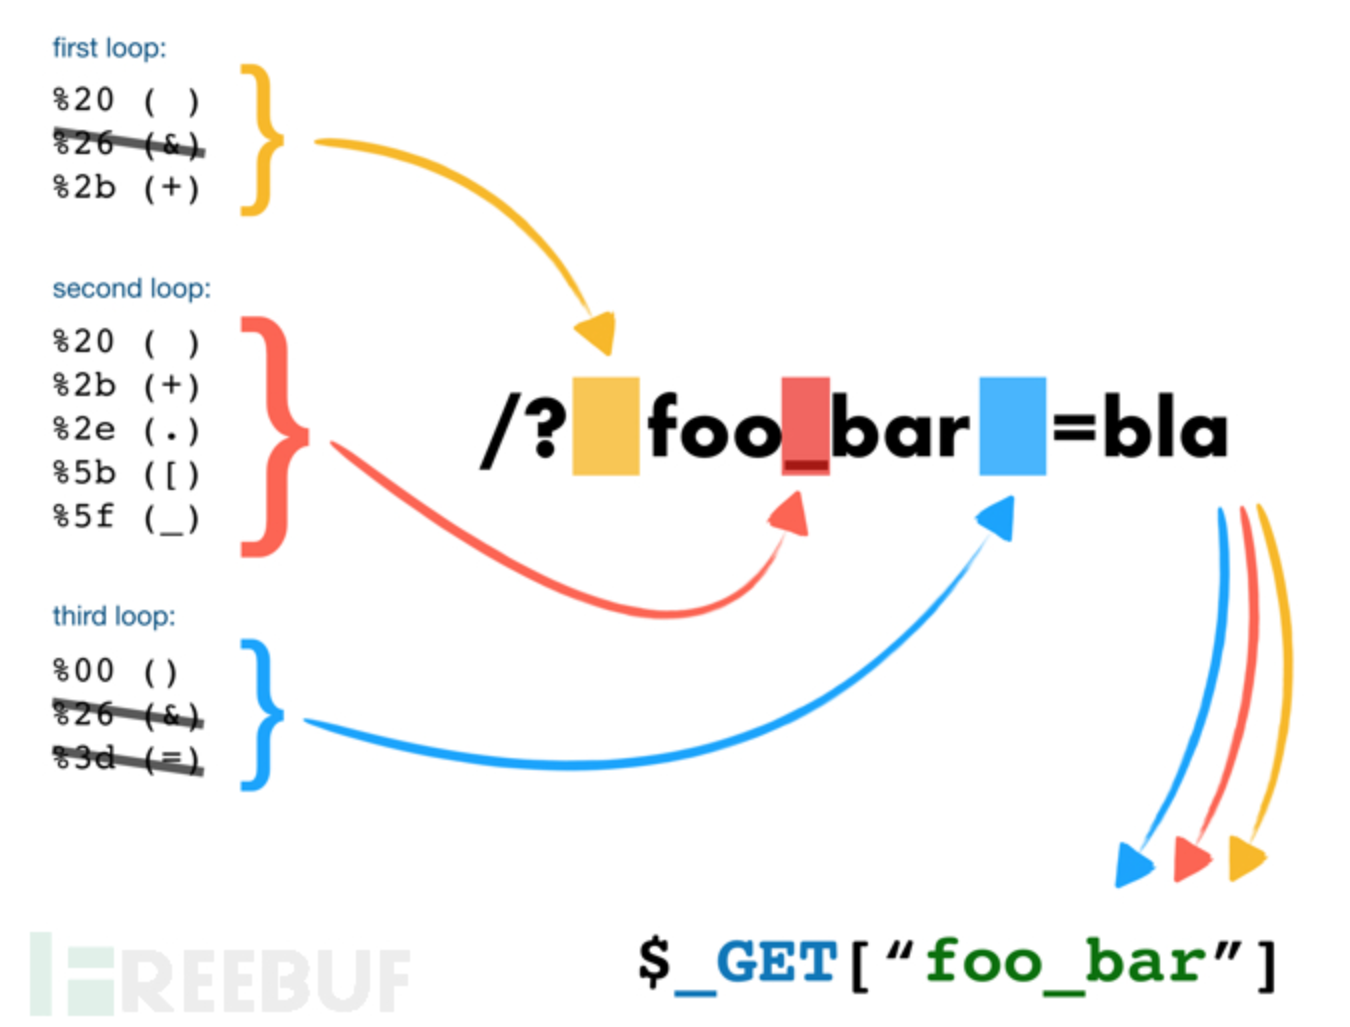 first loop:
%20 ( )
%26 (&)
%2b (+)
second loop:
%20 ( )
%2b (+)
%2e (.)
%5b ([)
%5f (_)
third loop:
%00 ()
%26 (&)
%3d (=)
/? foo_bar =bla
$_GET[“foo_bar”]
FREEBUF